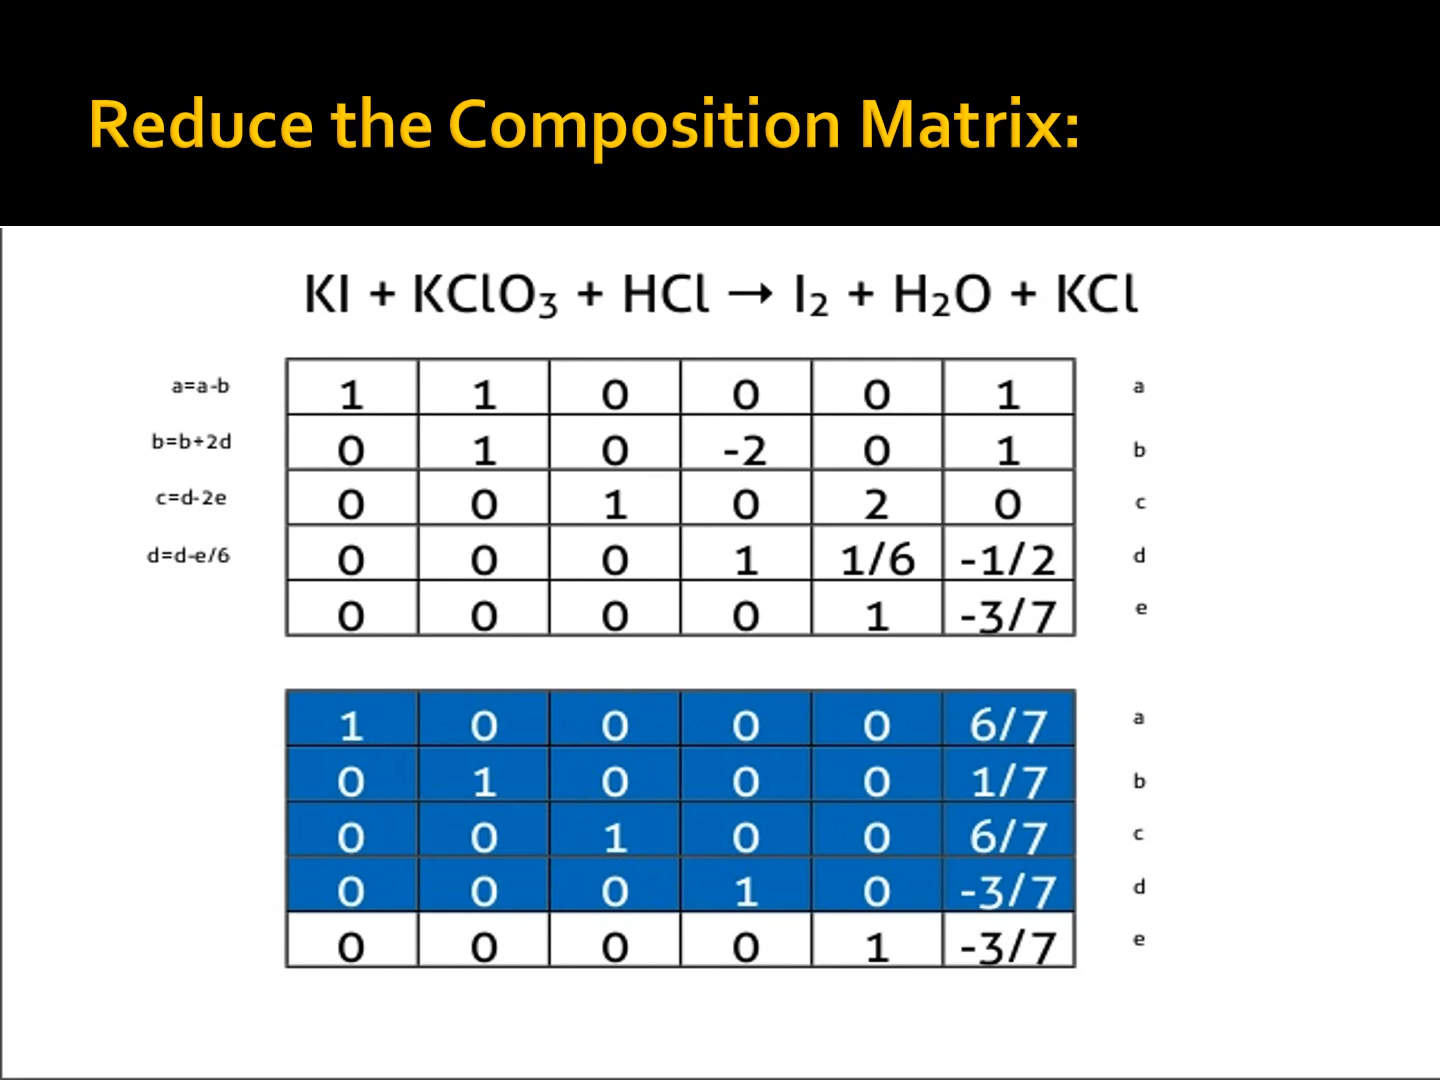 Reduce the Composition Matrix:
KI + KClO₃ + HCl → I₂ + H₂O + KCl
a=a-b 1 1 0 0 0 1 a
b=b+2d 0 1 0 -2 0 1 b
c=d-2e 0 0 1 0 2 0 c
d=d-e/6 0 0 0 1 1/6 -1/2 d
0 0 0 0 1 -3/7 e
1 0 0 0 0 6/7 a
0 1 0 0 0 1/7 b
0 0 1 0 0 6/7 c
0 0 0 1 0 -3/7 d
0 0 0 0 1 -3/7 e